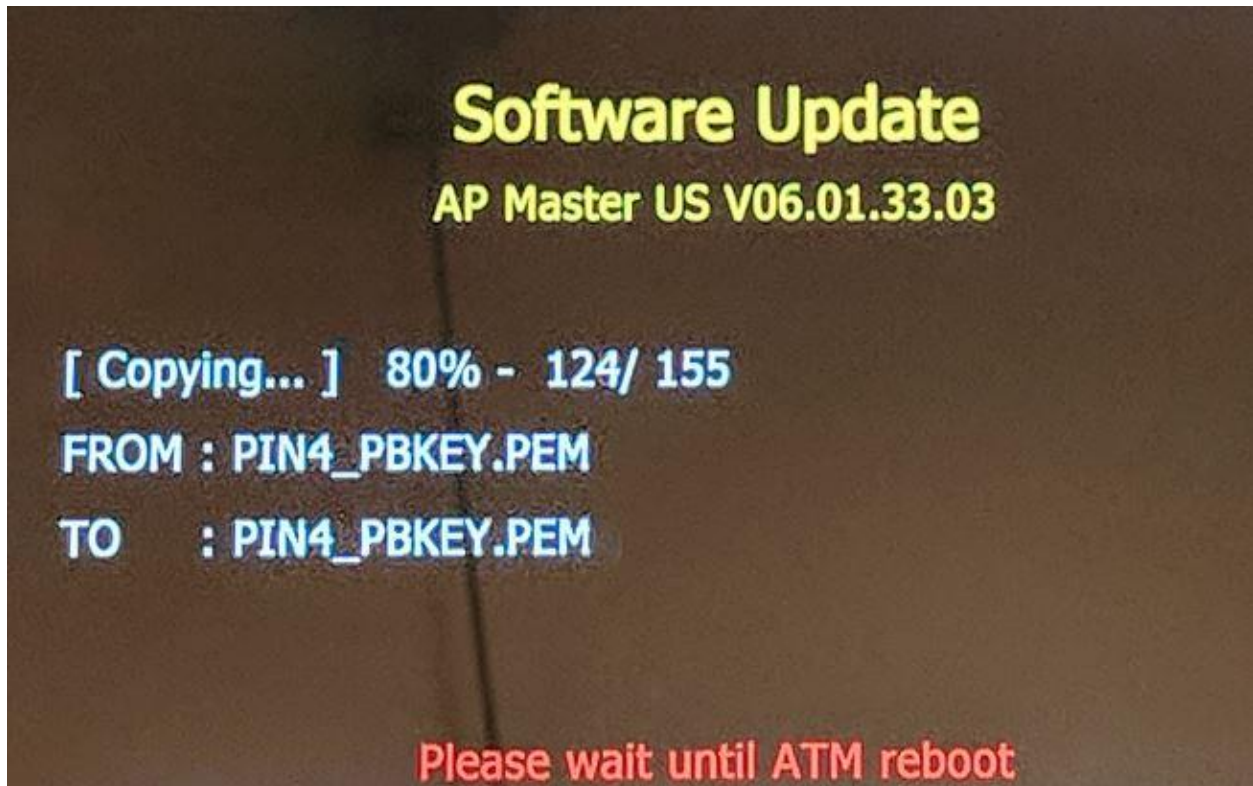 Software Update
AP Master US V06.01.33.03
[ Copying... ] 80% - 124/ 155
FROM : PIN4_PBKEY.PEM
TO : PIN4_PBKEY.PEM
Please wait until ATM reboot